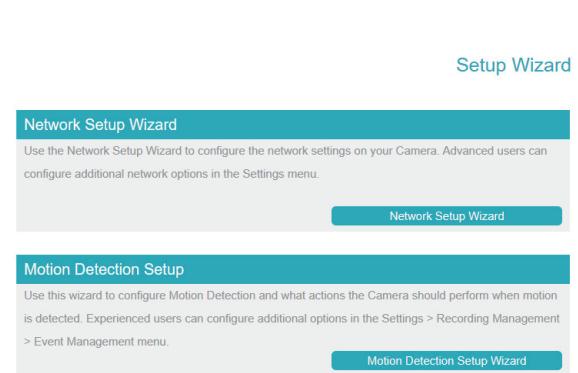 Setup Wizard
Network Setup Wizard
Use the Network Setup Wizard to configure the network settings on your Camera. Advanced users can
configure additional network options in the Settings menu.
Network Setup Wizard
Motion Detection Setup
Use this wizard to configure Motion Detection and what actions the Camera should perform when motion
is detected. Experienced users can configure additional options in the Settings > Recording Management
> Event Management menu.
Motion Detection Setup Wizard